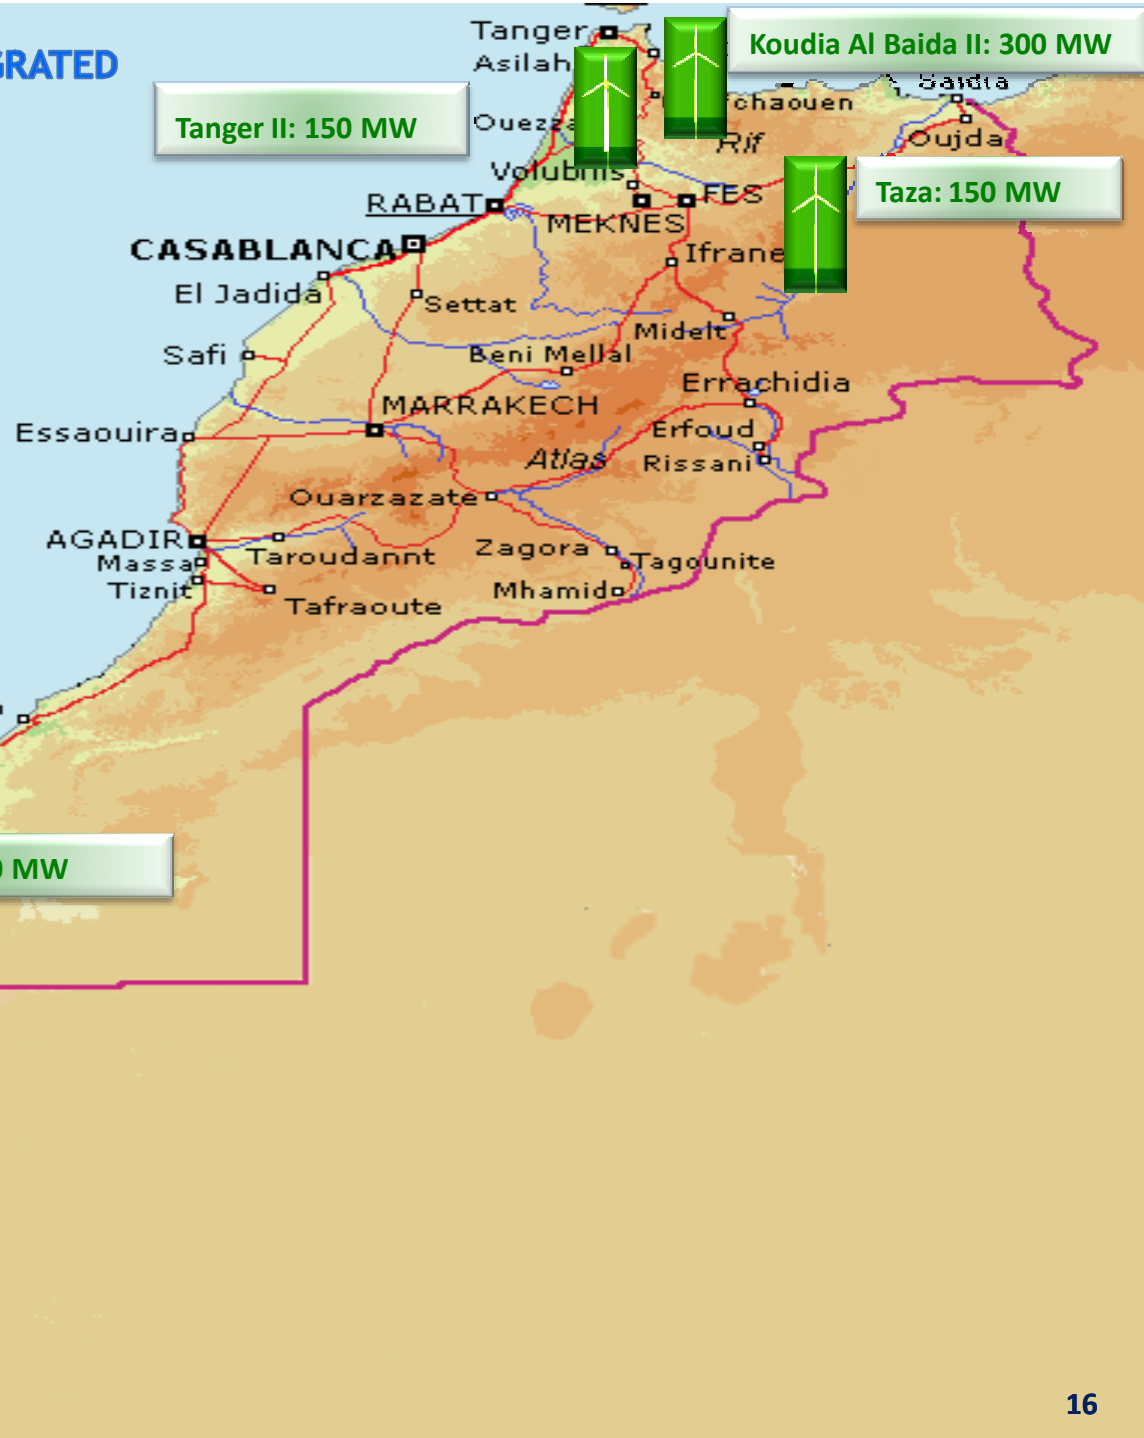 GRATED
Koudia Al Baida II: 300 MW
Tanger II: 150 MW
Taza: 150 MW
Tanger
Asilah
Saidia
Oujda
Rif
Volubilis
FES
RABAT
MEKNES
CASABLANCA
Ifrane
El Jadida
Settat
Midelt
Safi
Beni Mellal
Errachidia
MARRAKECH
Essaouira
Erfoud
Atlas
Rissani
Ouarzazate
AGADIR
Taroudannt
Zagora
Massa
Tagounite
Tiznit
Mhamid
Tafraoute
MW
16